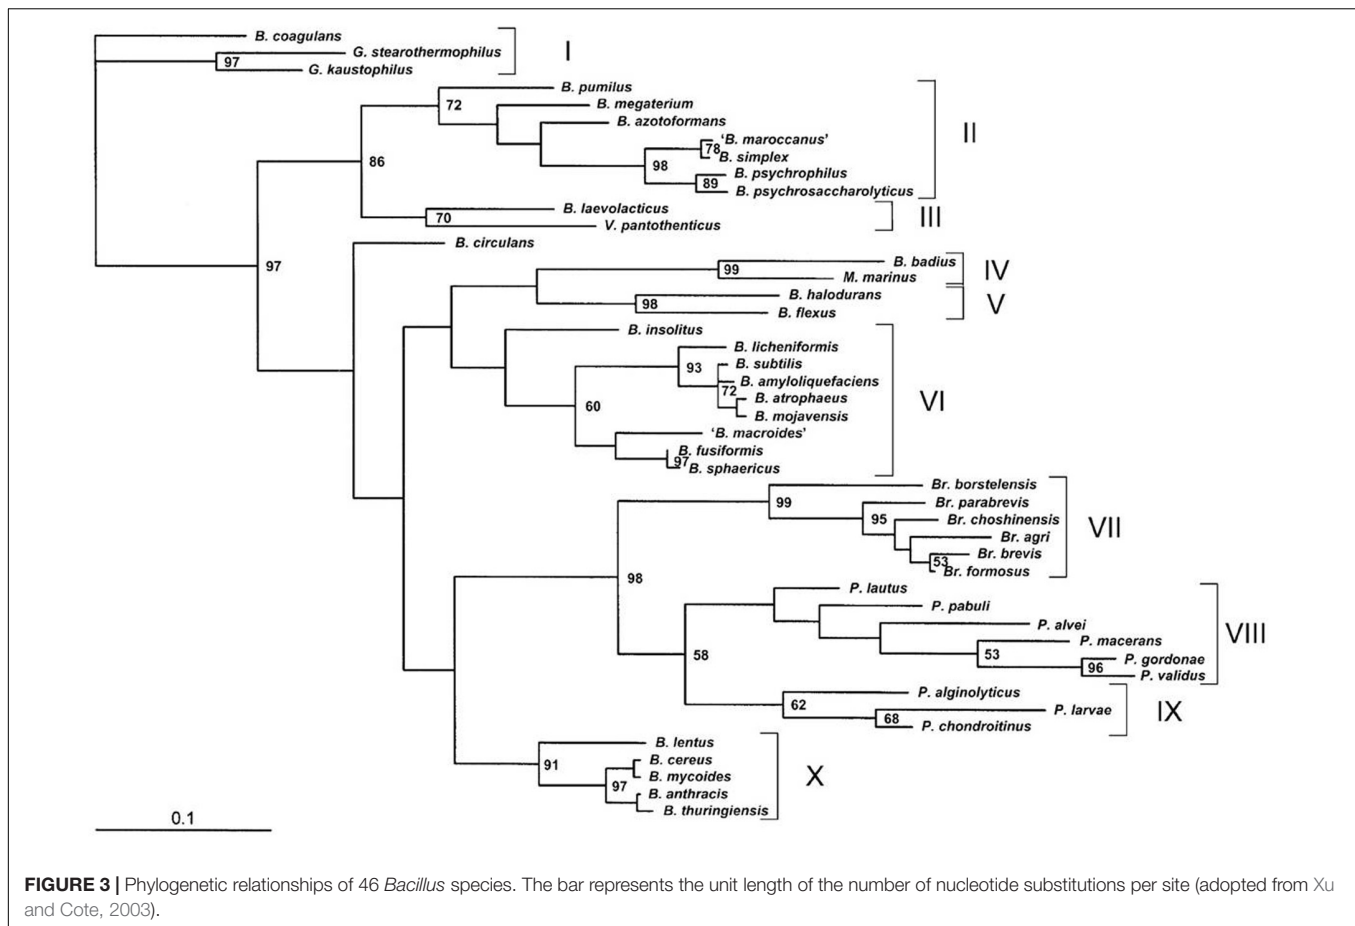 B. coagulans
G. stearothermophilus
97
G. kaustophilus
I
B. pumilus
72
B. megaterium
B. azotoformans
'B. maroccanus'
78
B. simplex
98
B. psychrophilus
89
B. psychrosaccharolyticus
II
86
B. laevolacticus
70
V. pantothenticus
III
97
B. circulans
B. badius
99
M. marinus
IV
B. halodurans
98
B. flexus
V
B. insolitus
B. licheniformis
93
B. subtilis
B. amyloliquefaciens
72
B. atrophaeus
B. mojavensis
60
'B. macroides'
B. fusiformis
97
B. sphaericus
VI
Br. borstelensis
99
Br. parabrevis
95
Br. choshinensis
Br. agri
Br. brevis
53
Br. formosus
VII
98
P. lautus
P. pabuli
P. alvei
P. macerans
53
P. gordonae
96
P. validus
VIII
58
P. alginolyticus
62
P. larvae
68
P. chondroitinus
IX
B. lentus
91
B. cereus
B. mycoides
97
B. anthracis
B. thuringiensis
X
0.1
FIGURE 3 | Phylogenetic relationships of 46 Bacillus species. The bar represents the unit length of the number of nucleotide substitutions per site (adopted from Xu
and Cote, 2003).